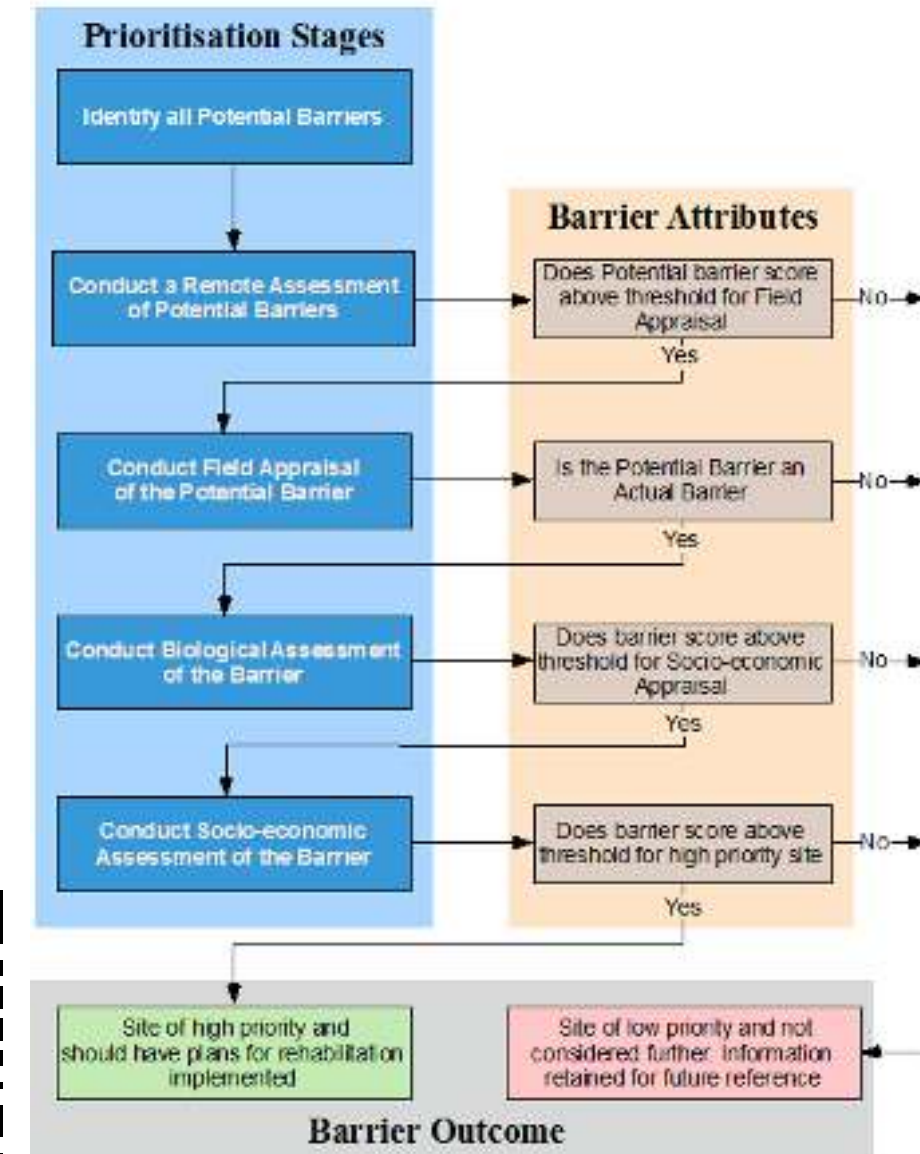 Prioritisation Stages
Identify all Potential Barriers
Barrier Attributes
Conduct a Remote Assessment
of Potential Barriers
Does Potential barrier score
above threshold for Field
Appraisal
No
Yes
Conduct Field Appraisal
of the Potential Barrier
Is the Potential Barrier an
Actual Barrier
No
Yes
Conduct Biological Assessment
of the Barrier
Does barrier score above
threshold for Socio-economic
Appraisal
No
Yes
Conduct Socio-economic
Assessment of the Barrier
Does barrier score above
threshold for high priority site
No
Yes
Site of high priority and
should have plans for rehabilitation
implemented
Site of low priority and not
considered further. Information
retained for future reference
Barrier Outcome